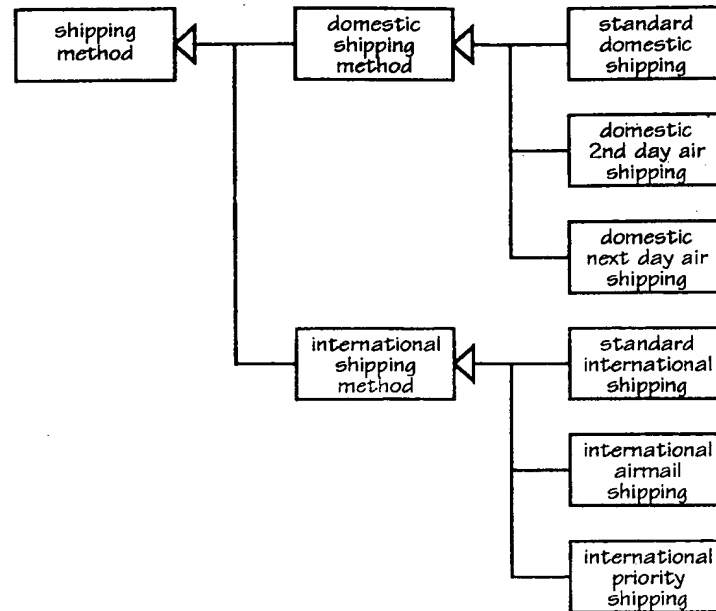 shipping
method
domestic
shipping
method
standard
domestic
shipping
domestic
2nd day air
shipping
domestic
next day air
shipping
international
shipping
method
standard
international
shipping
international
airmail
shipping
international
priority
shipping